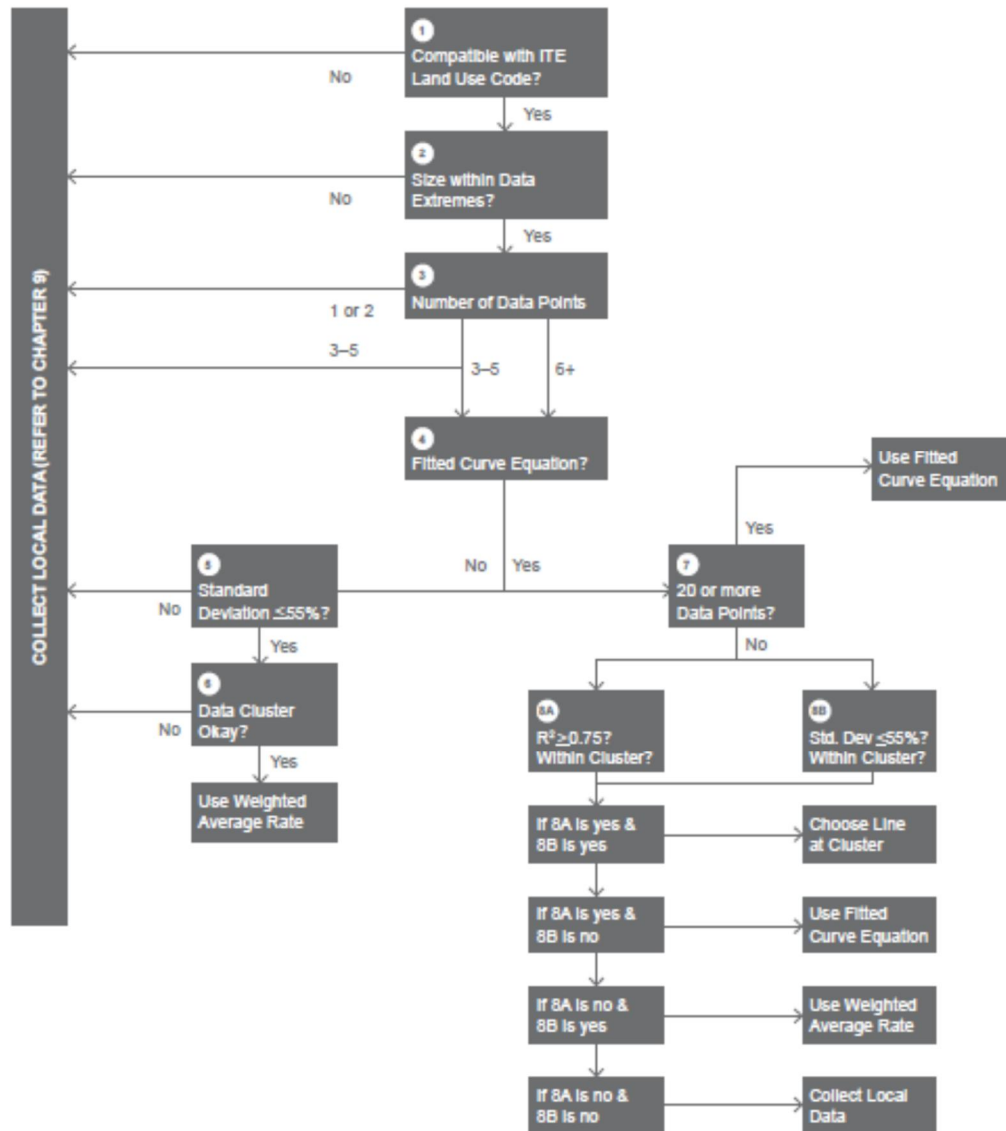 COLLECT LOCAL DATA (REFER TO CHAPTER 9)
1
Compatible with ITE
Land Use Code?
No
Yes
2
Size within Data
Extremes?
No
Yes
3
Number of Data Points
1 or 2
3–5
3–5
6+
4
Fitted Curve Equation?
Use Fitted
Curve Equation
Yes
No
Yes
5
Standard
Deviation ≤55%?
No
Yes
7
20 or more
Data Points?
No
6
Data Cluster
Okay?
No
Yes
Use Weighted
Average Rate
8A
R² ≥0.75?
Within Cluster?
8B
Std. Dev ≤55%?
Within Cluster?
If 8A is yes &
8B is yes
Choose Line
at Cluster
If 8A is yes &
8B is no
Use Fitted
Curve Equation
If 8A is no &
8B is yes
Use Weighted
Average Rate
If 8A is no &
8B is no
Collect Local
Data